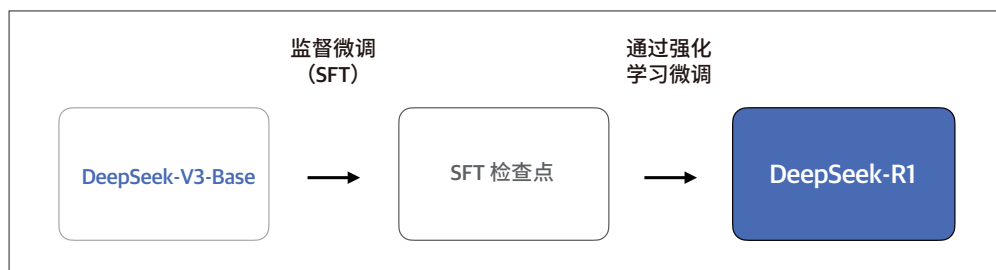 监督微调
（SFT）
通过强化
学习微调
DeepSeek-V3-Base
SFT 检查点
DeepSeek-R1